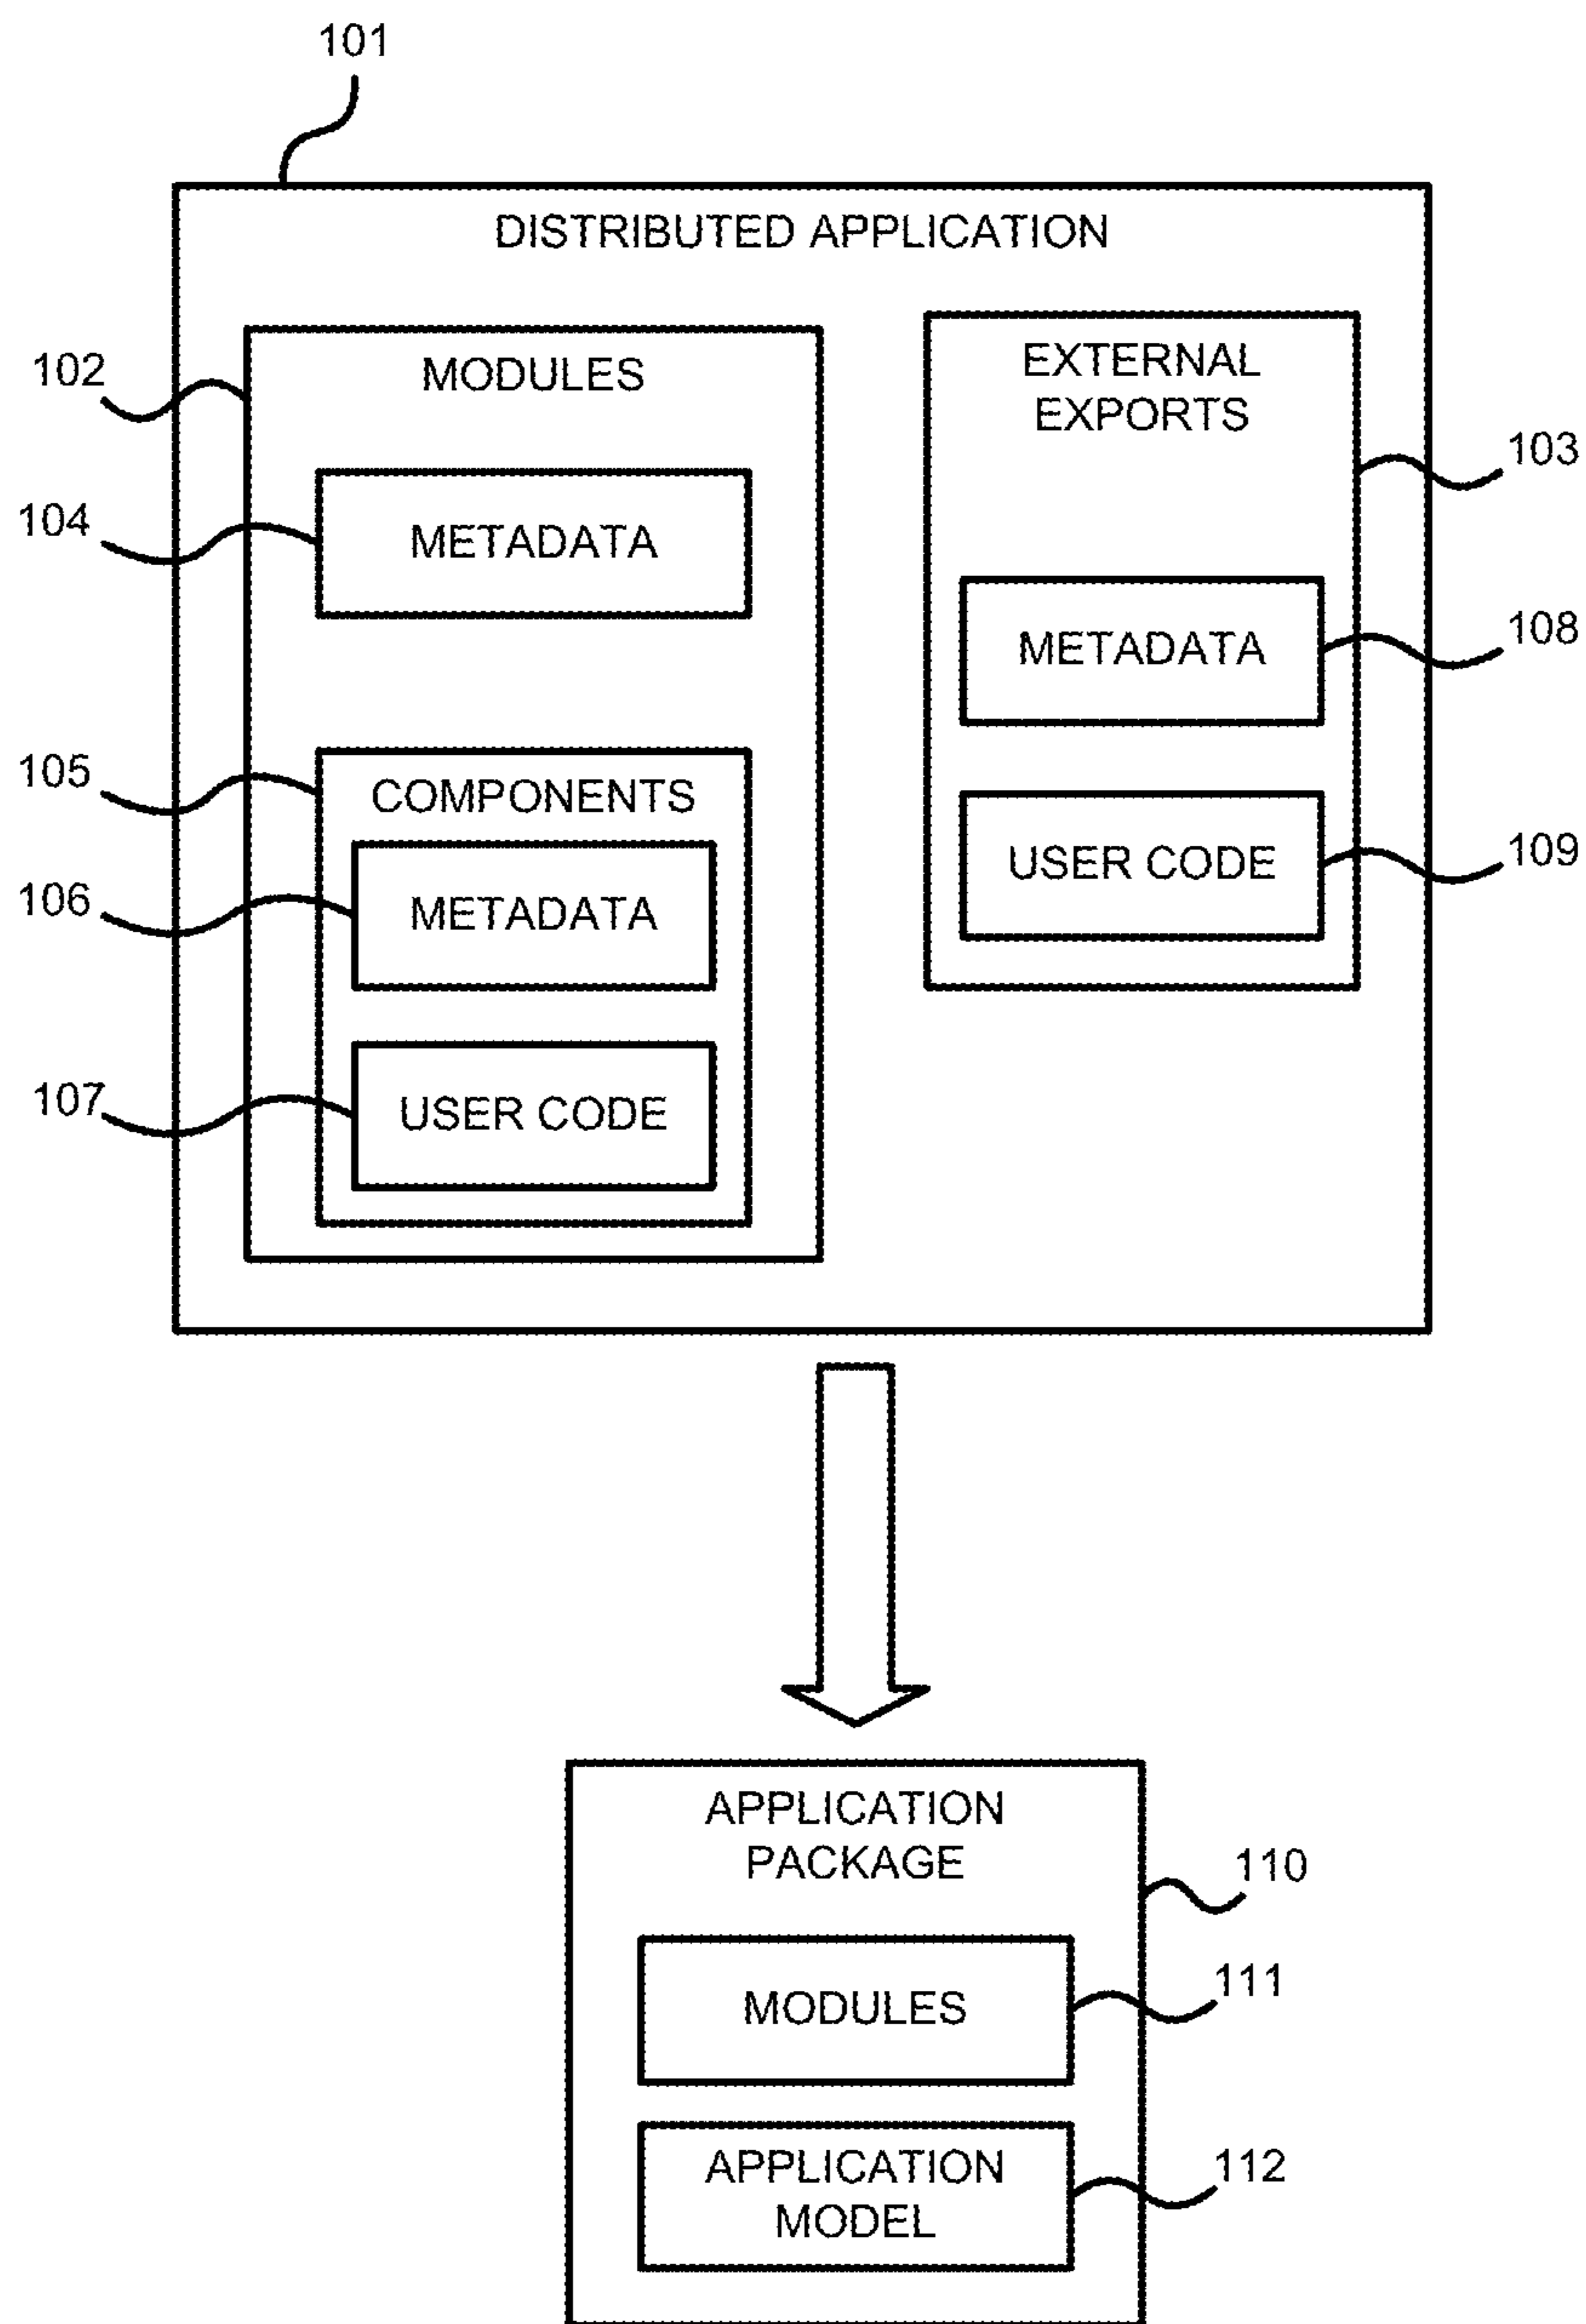 101
DISTRIBUTED APPLICATION
102
MODULES
EXTERNAL
EXPORTS
103
104
METADATA
METADATA
108
105
COMPONENTS
USER CODE
109
106
METADATA
107
USER CODE
APPLICATION
PACKAGE
110
MODULES
111
APPLICATION
MODEL
112